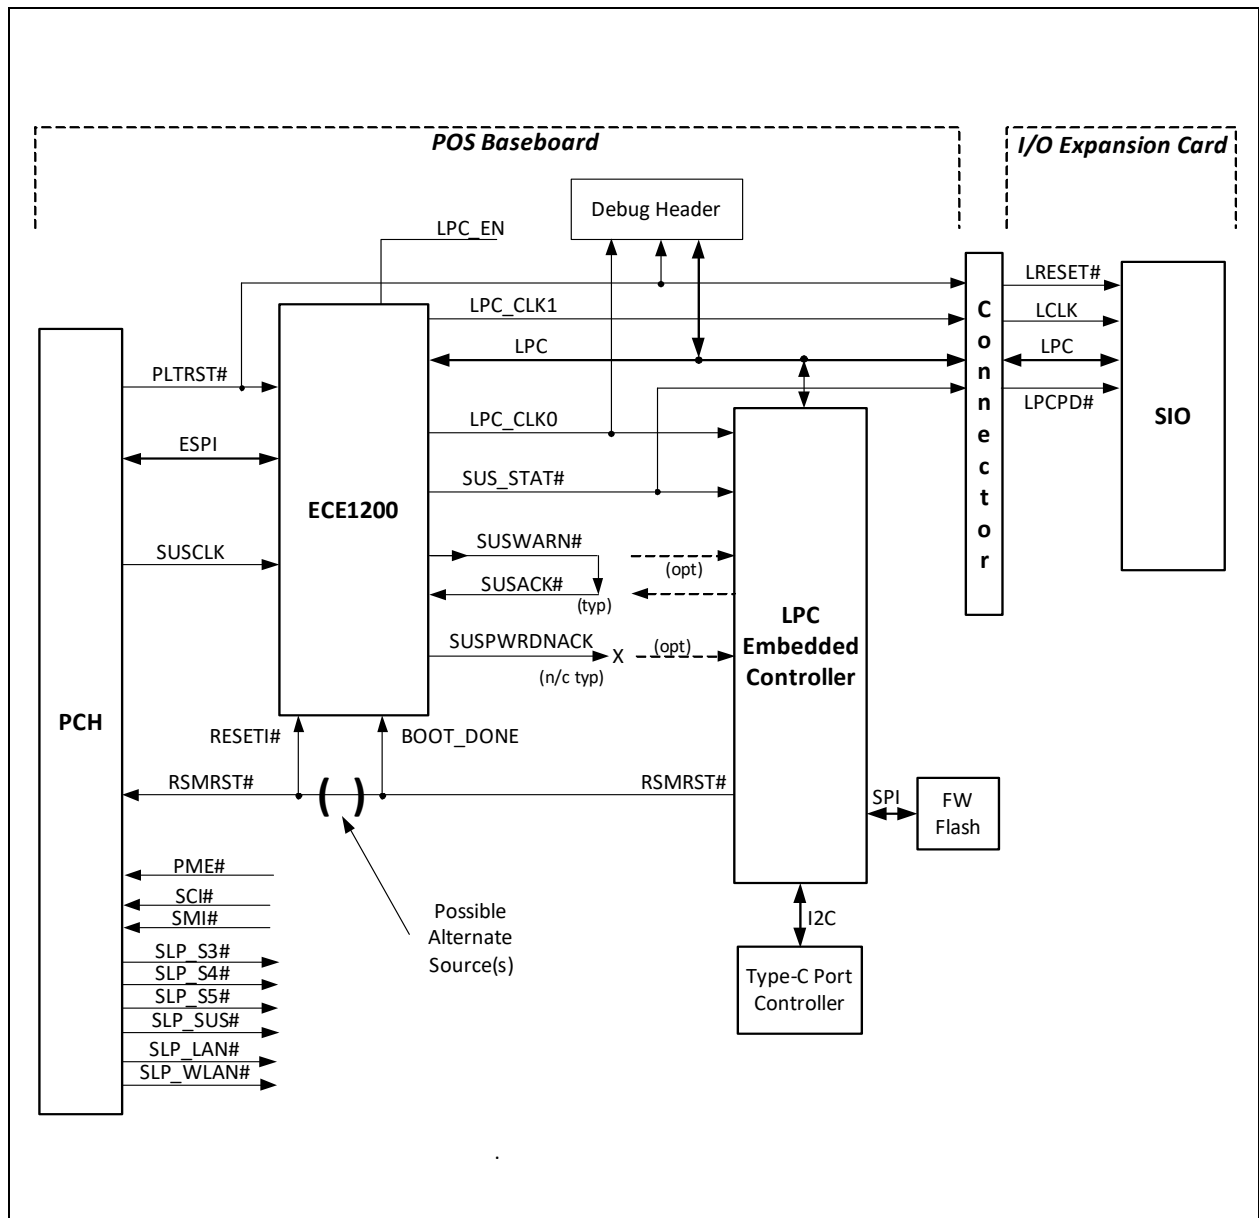 POS Baseboard
I/O Expansion Card
Debug Header
LPC_EN
LRESET#
LPC_CLK1
LCLK
LPC
LPC
PLTRST#
LPCPD#
Connector
SIO
LPC_CLK0
ESPI
SUS_STAT#
ECE1200
SUSWARN#
(opt)
SUSCLK
SUSACK#
(typ)
LPC
Embedded
Controller
SUSPWRDNACK
X
(opt)
(n/c typ)
PCH
RESETI#
BOOT_DONE
RSMRST#
( )
RSMRST#
SPI
FW
Flash
PME#
SCI#
SMI#
Possible
Alternate
Source(s)
I2C
SLP_S3#
SLP_S4#
SLP_S5#
SLP_SUS#
SLP_LAN#
SLP_WLAN#
Type-C Port
Controller
.